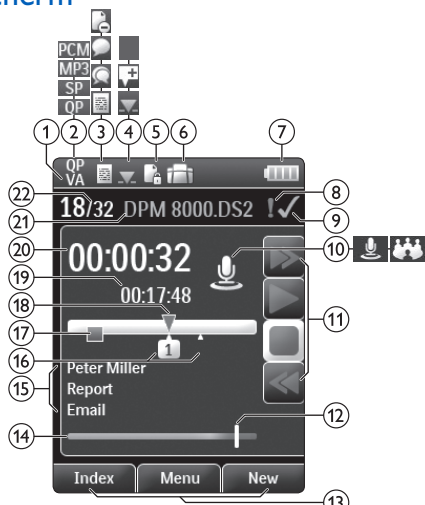 PCM
MP3
SP
QP
1 2 3 4 5 6 7
QP
VA
22 8
18/32 DPM 8000.DS2 !
21 9
20 00:00:32 10
19 00:17:48
18
17 11
16 1
Peter Miller
15 Report
Email
12
14
Index Menu New
13